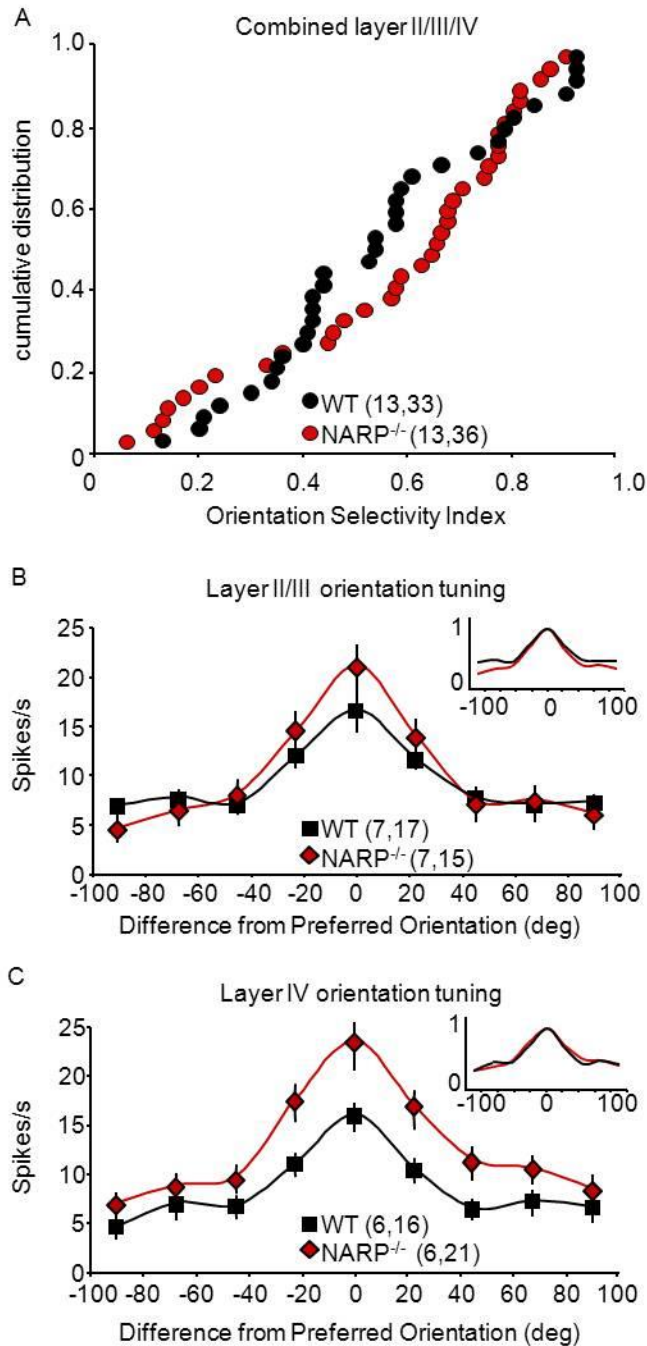 A
Combined layer II/III/IV
1.0
0.8
0.6
0.4
0.2
0
cumulative distribution
WT (13,33)
NARP-/- (13,36)
0 0.2 0.4 0.6 0.8 1.0
Orientation Selectivity Index
B
Layer II/III orientation tuning
25
20
15
10
5
0
Spikes/s
1
0
-100 0 100
WT (7,17)
NARP-/- (7,15)
-100 -80 -60 -40 -20 0 20 40 60 80 100
Difference from Preferred Orientation (deg)
C
Layer IV orientation tuning
25
20
15
10
5
0
Spikes/s
1
0
-100 0 100
WT (6,16)
NARP-/- (6,21)
-100 -80 -60 -40 -20 0 20 40 60 80 100
Difference from Preferred Orientation (deg)